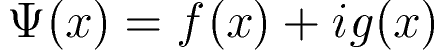 Ψ(x) = f(x) + ig(x)